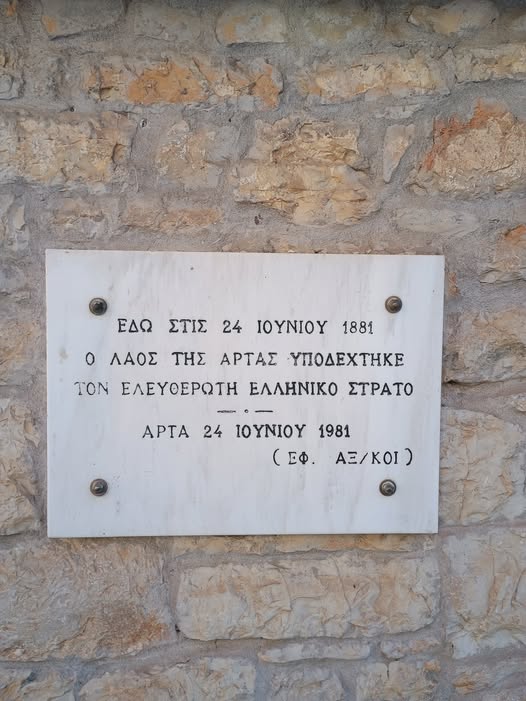 ΕΔΩ ΣΤΙΣ 24 ΙΟΥΝΙΟΥ 1881
Ο ΛΑΟΣ ΤΗΣ ΑΡΤΑΣ ΥΠΟΔΕΧΤΗΚΕ
ΤΟΝ ΕΛΕΥΘΕΡΩΤΗ ΕΛΛΗΝΙΚΟ ΣΤΡΑΤΟ
ΑΡΤΑ 24 ΙΟΥΝΙΟΥ 1981
(ΕΦ. ΑΞ/ΚΟΙ)